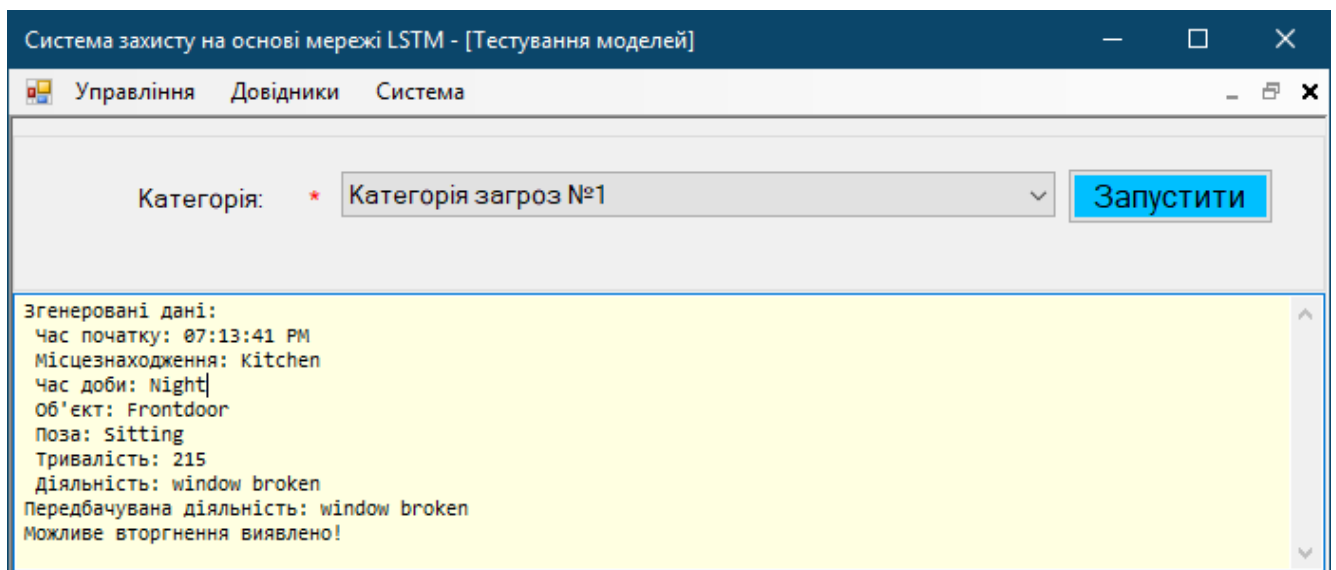 Система захисту на основі мережі LSTM - [Тестування моделей]
Управління Довідники Система
Категорія: * Категорія загроз №1 Запустити
Згенеровані дані:
Час початку: 07:13:41 PM
Місцезнаходження: Kitchen
Час доби: Night
Об'єкт: Frontdoor
Поза: Sitting
Тривалість: 215
Діяльність: window broken
Передбачувана діяльність: window broken
Можливе вторгнення виявлено!